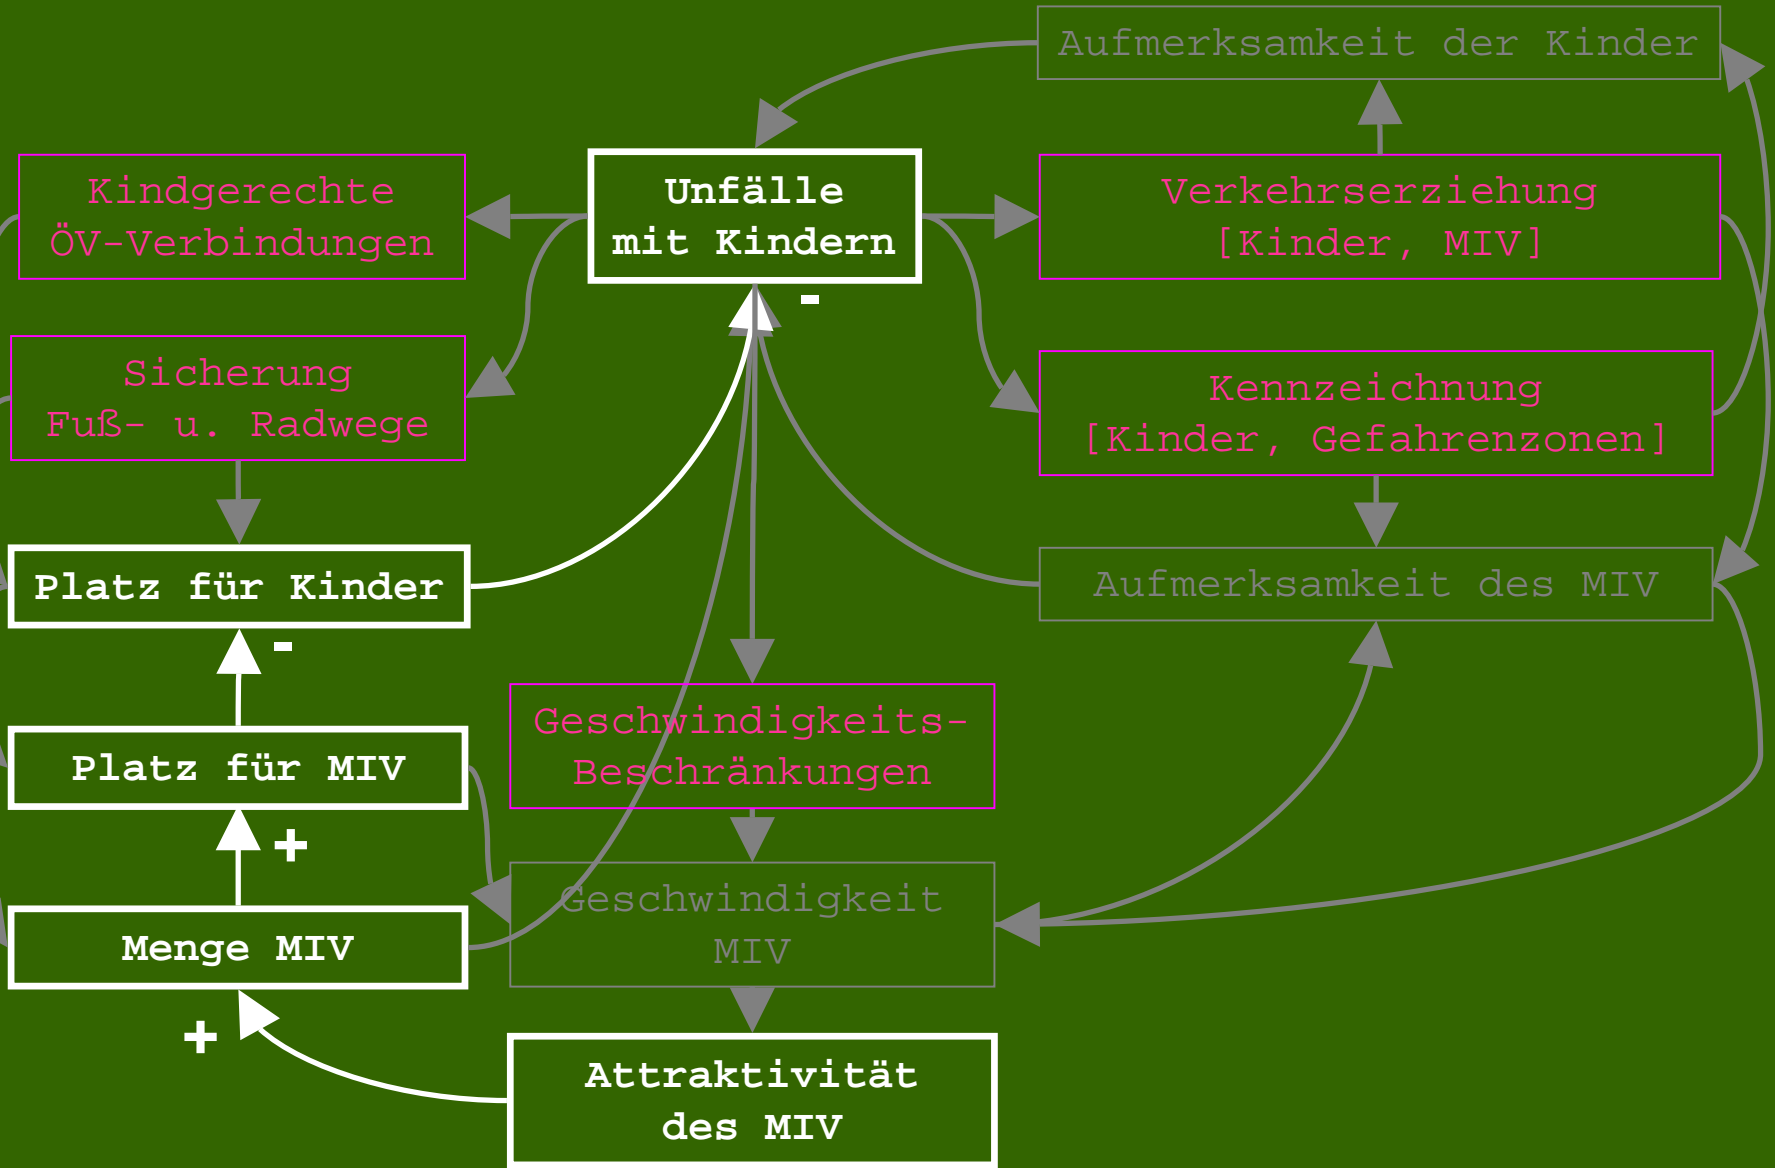 Aufmerksamkeit der Kinder
Kindgerechte
ÖV-Verbindungen
Unfälle
mit Kindern
-
Verkehrserziehung
[Kinder, MIV]
Sicherung
Fuß- u. Radwege
Kennzeichnung
[Kinder, Gefahrenzonen]
Platz für Kinder
-
Aufmerksamkeit des MIV
Platz für MIV
+
Geschwindigkeits-
Beschränkungen
Menge MIV
+
Geschwindigkeit
MIV
Attraktivität
des MIV